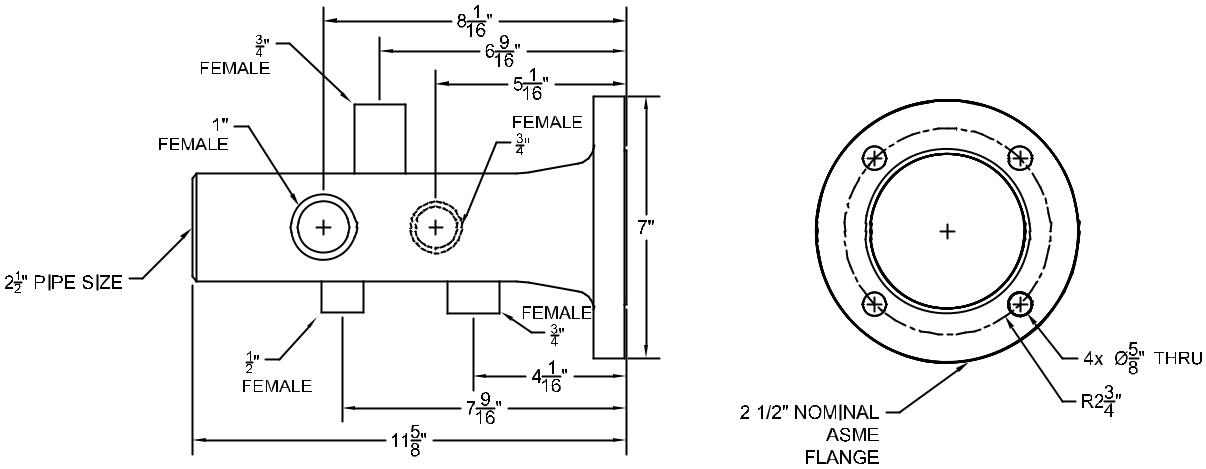 8 1/16"
6 9/16"
5 1/16"
3/4"
FEMALE
1"
FEMALE
FEMALE
3/4"
7"
2 1/2" PIPE SIZE
FEMALE
3/4"
1/2"
FEMALE
4 1/16"
7 9/16"
11 5/8"
4x Ø5/8" THRU
R2 3/4"
2 1/2" NOMINAL
ASME
FLANGE